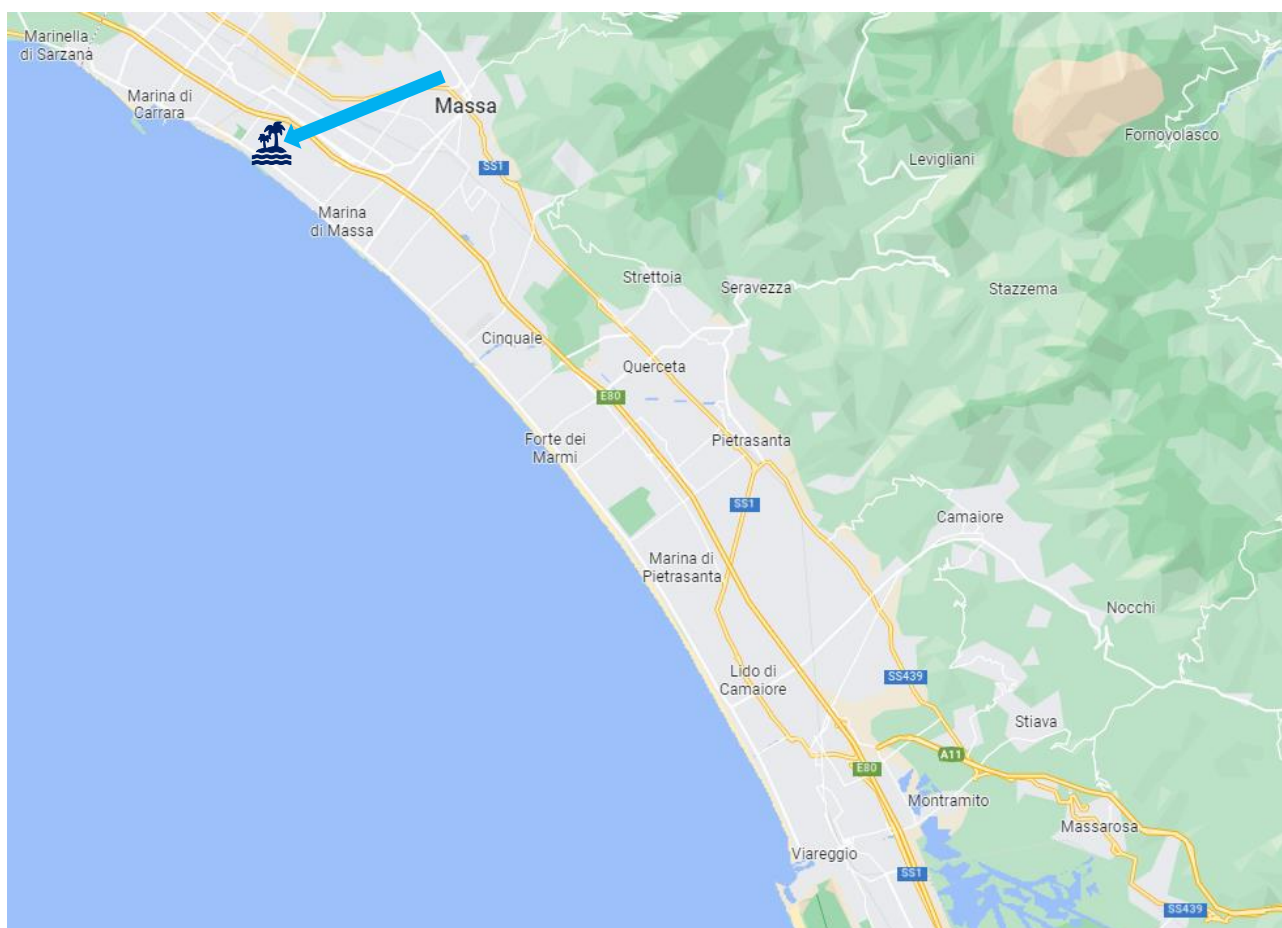 Marinella
di Sarzana
Marina di
Carrara
Massa
Fornovolasco
Levigliani
SS1
Marina
di Massa
Strettoia
Seravezza
Stazzema
Cinquale
Querceta
E80
Forte dei
Marmi
Pietrasanta
SS1
Camaiore
Marina di
Pietrasanta
Nocchi
Lido di
Camaiore
SS439
Stiava
A11
E80
Montramito
Massarosa
Viareggio
SS1
SS439